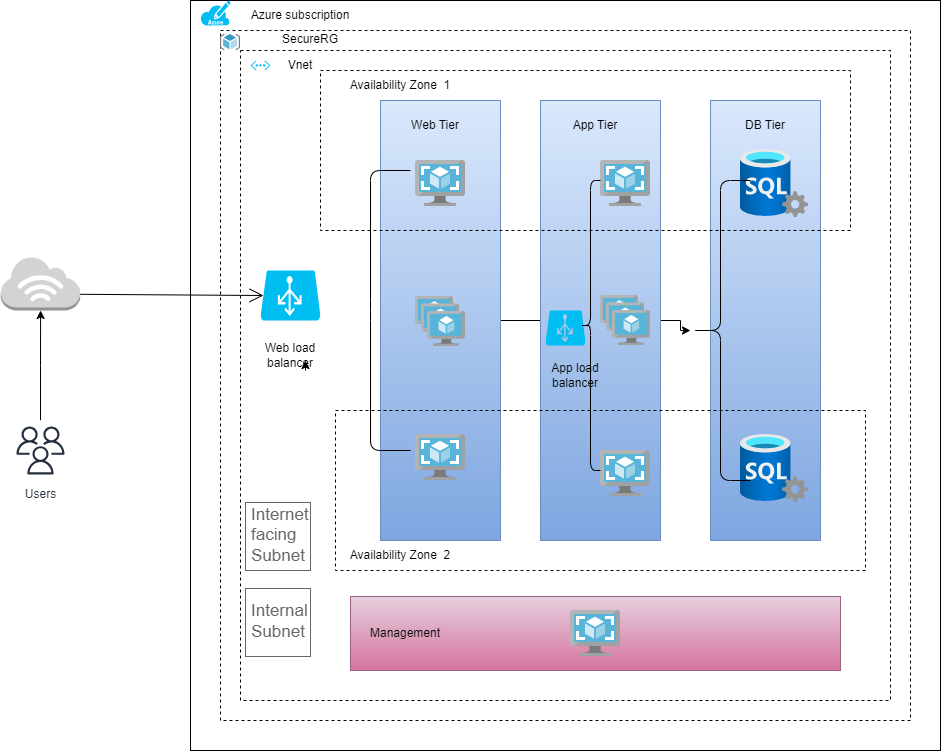 Azure
Azure subscription
SecureRG
Vnet
Availability Zone 1
Web Tier
App Tier
DB Tier
SQL
Web load
balancer
App load
balancer
Users
SQL
Internet
facing
Subnet
Availability Zone 2
Internal
Subnet
Management